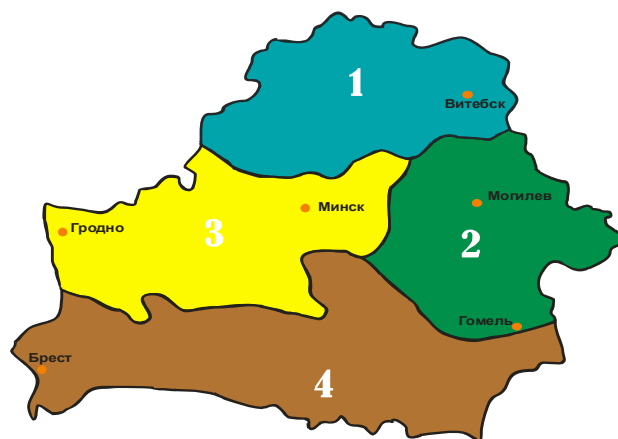 1
Витебск
Могилев
Минск
Гродно
3
2
Гомель
Брест
4